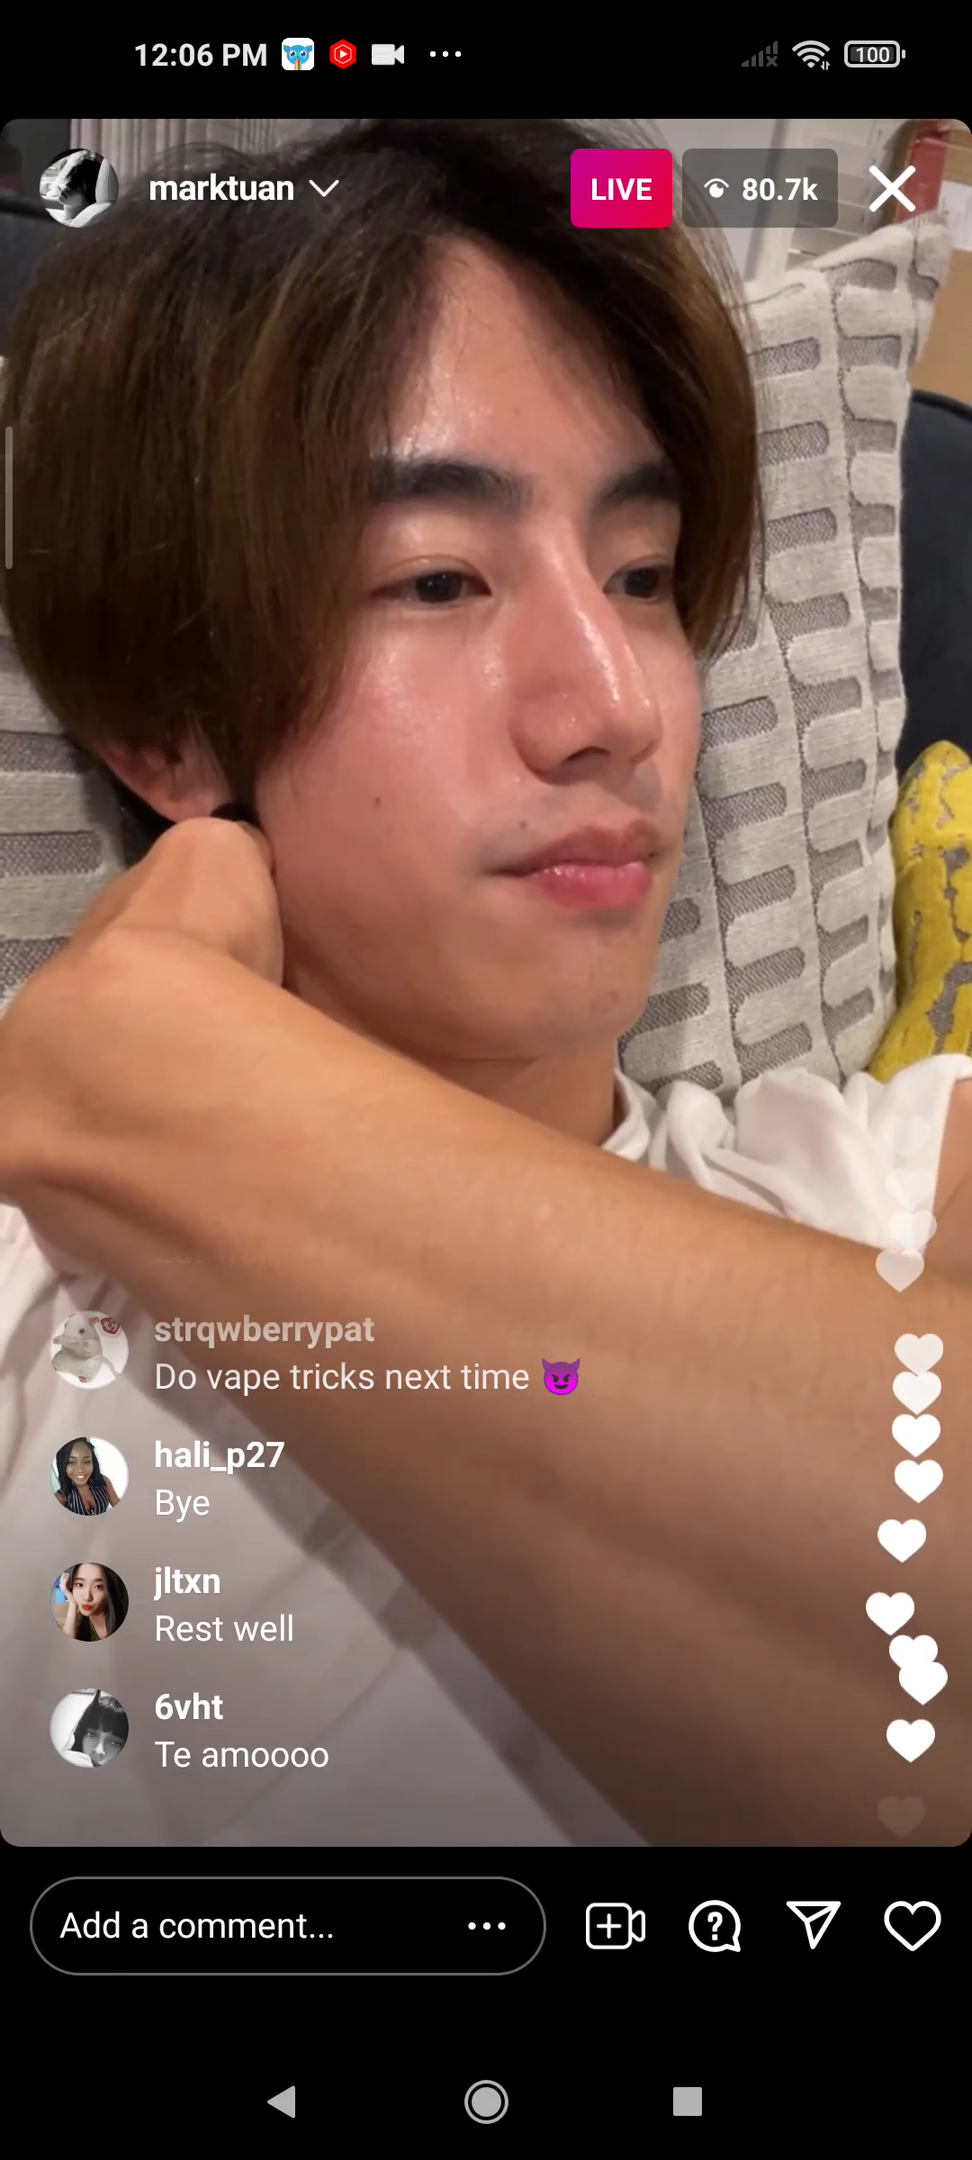 12:06 PM
100
marktuan
LIVE
80.7k
strqwberrypat
Do vape tricks next time 😈
hali_p27
Bye
jltxn
Rest well
6vht
Te amoooo
Add a comment...